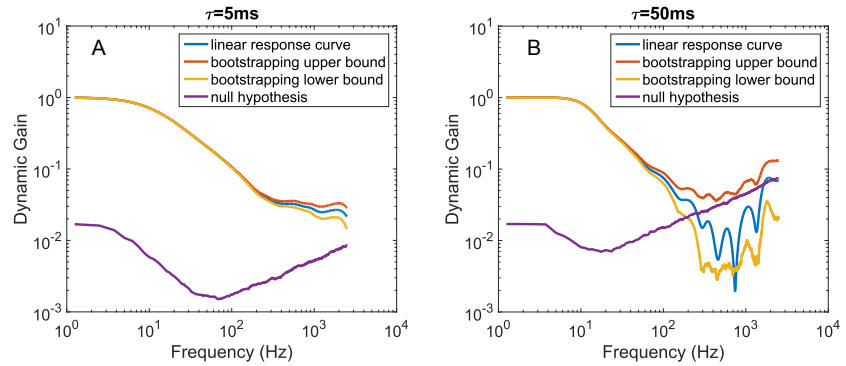 τ=5ms
A
linear response curve
bootstrapping upper bound
bootstrapping lower bound
null hypothesis
10^1
10^0
10^-1
10^-2
10^-3
Dynamic Gain
10^0 10^1 10^2 10^3 10^4
Frequency (Hz)
τ=50ms
B
linear response curve
bootstrapping upper bound
bootstrapping lower bound
null hypothesis
10^1
10^0
10^-1
10^-2
10^-3
Dynamic Gain
10^0 10^1 10^2 10^3 10^4
Frequency (Hz)